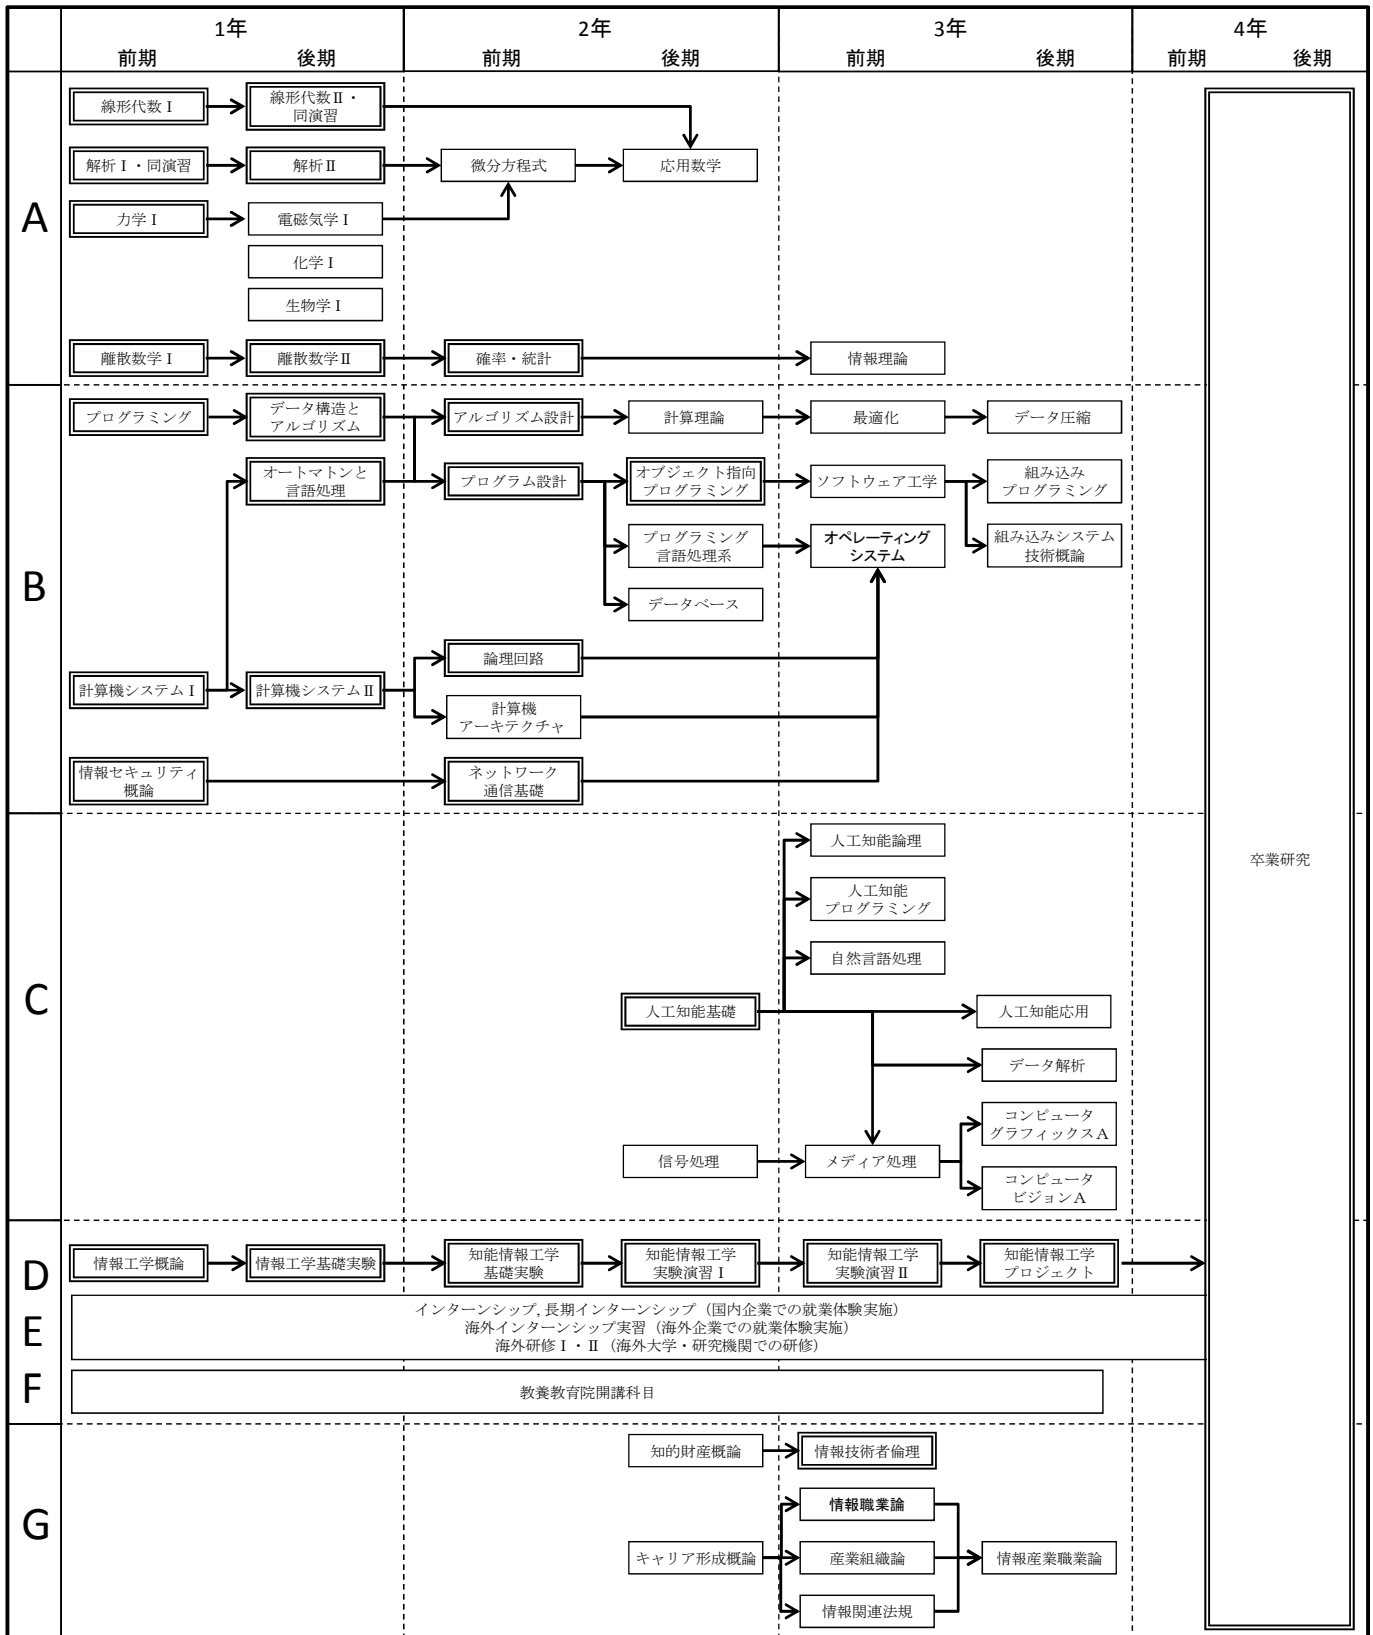 1年
2年
3年
4年
前期
後期
前期
後期
前期
後期
前期
後期
A
線形代数Ⅰ
線形代数Ⅱ・
同演習
解析Ⅰ・同演習
解析Ⅱ
微分方程式
応用数学
力学Ⅰ
電磁気学Ⅰ
化学Ⅰ
生物学Ⅰ
離散数学Ⅰ
離散数学Ⅱ
確率・統計
情報理論
B
プログラミング
データ構造と
アルゴリズム
アルゴリズム設計
計算理論
最適化
データ圧縮
オートマトンと
言語処理
プログラム設計
オブジェクト指向
プログラミング
ソフトウェア工学
組み込み
プログラミング
プログラミング
言語処理系
オペレーティング
システム
組み込みシステム
技術概論
データベース
計算機システムⅠ
計算機システムⅡ
論理回路
計算機
アーキテクチャ
情報セキュリティ
概論
ネットワーク
通信基礎
C
人工知能論理
人工知能
プログラミング
自然言語処理
人工知能基礎
人工知能応用
データ解析
信号処理
メディア処理
コンピュータ
グラフィックスA
コンピュータ
ビジョンA
卒業研究
D
情報工学概論
情報工学基礎実験
知能情報工学
基礎実験
知能情報工学
実験演習Ⅰ
知能情報工学
実験演習Ⅱ
知能情報工学
プロジェクト
E
インターンシップ, 長期インターンシップ（国内企業での就業体験実施）
海外インターンシップ実習（海外企業での就業体験実施）
海外研修Ⅰ・Ⅱ（海外大学・研究機関での研修）
F
教養教育院開講科目
G
知的財産概論
情報技術者倫理
キャリア形成概論
情報職業論
産業組織論
情報関連法規
情報産業職業論